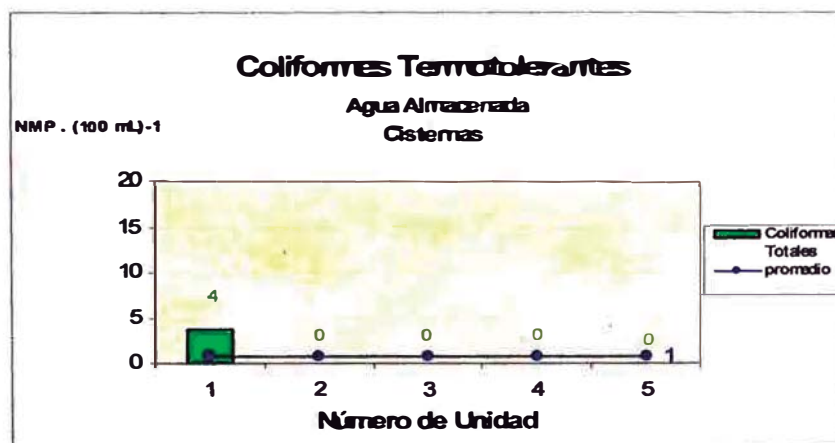 Coliformes Termotolerantes
Agua Almacenada
Cisternas
NMP . (100 mL)-1
20
15
10
5
0
4
0
0
0
0
1
1
2
3
4
5
Número de Unidad
Coliformes
Totales
promedio